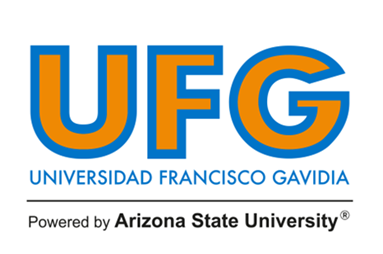 UFG
UNIVERSIDAD FRANCISCO GAVIDIA
Powered by Arizona State University®